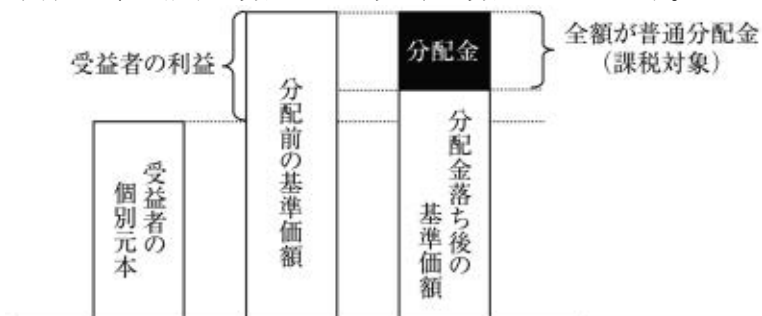 受益者の利益
分配金
全額が普通分配金
(課税対象)
受益者の
個別元本
分配前の基準価額
分配金落ち後の
基準価額